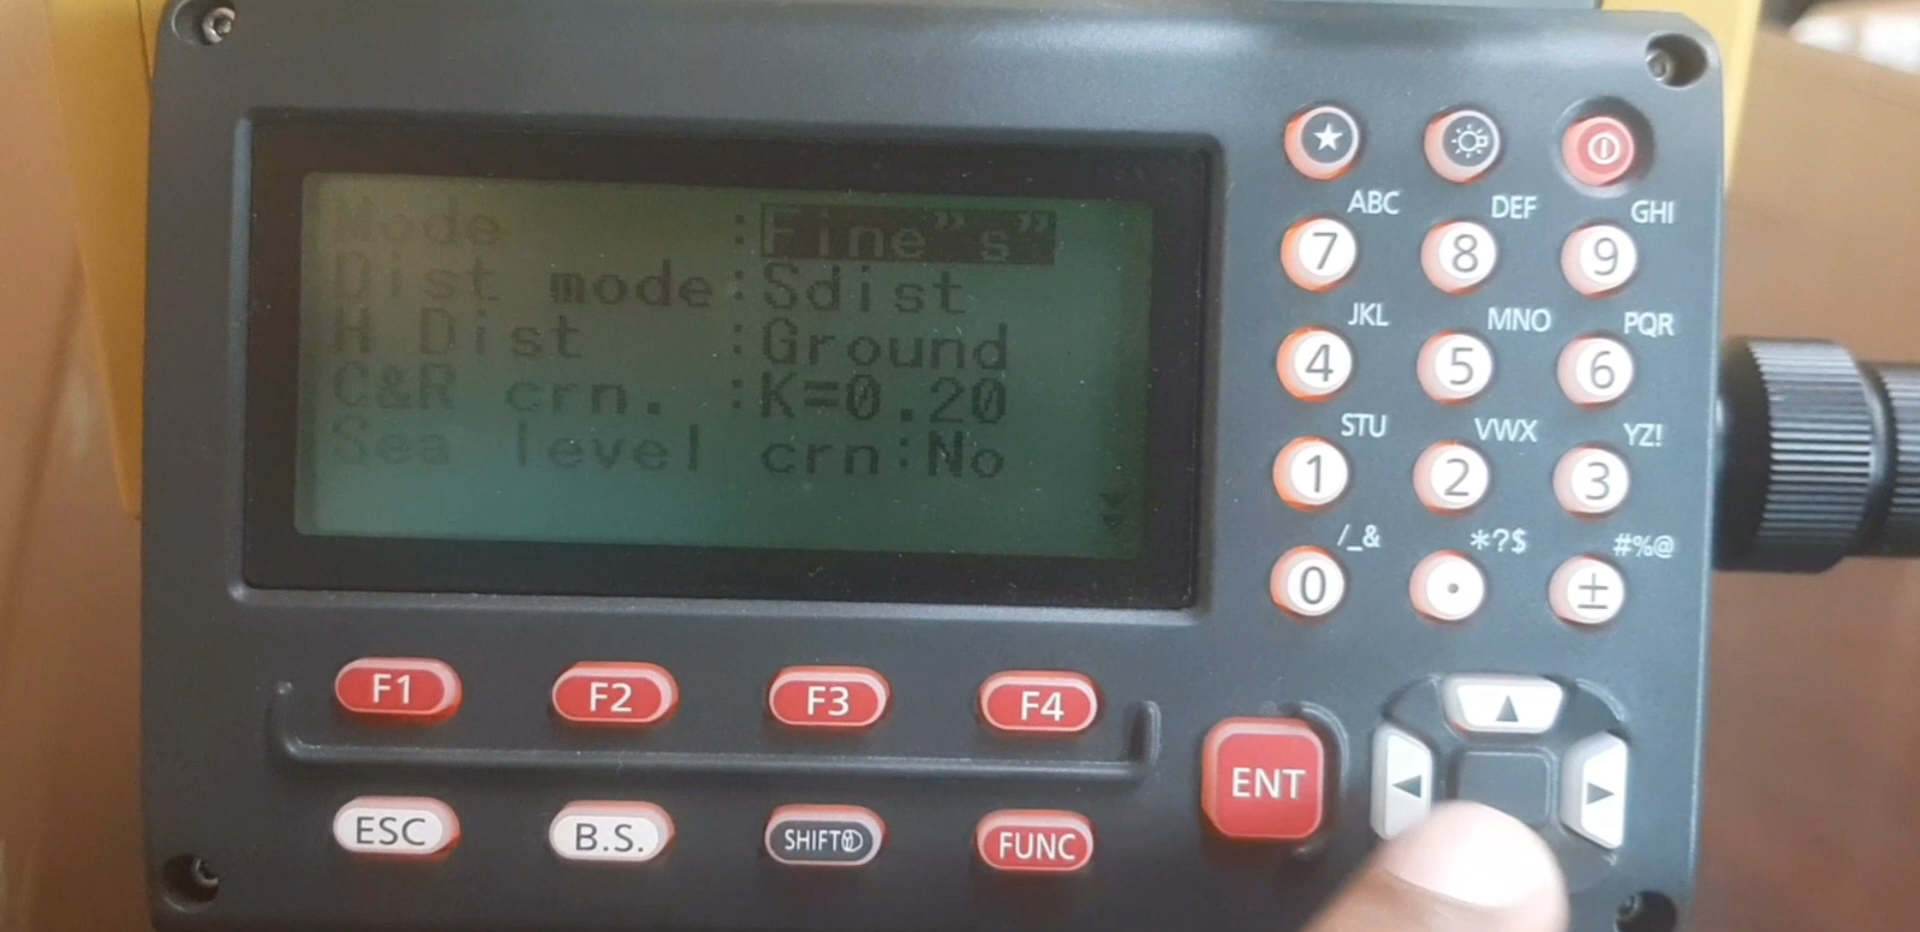 Mode : Fine"s"
Dist mode:Sdist
H Dist :Ground
C&R crn. :K=0.20
Sea level crn:No
★
ABC DEF GHI
7 8 9
JKL MNO PQR
4 5 6
STU VWX YZ!
1 2 3
/_& *?$ #%@
0 . ±
F1 F2 F3 F4
ENT
ESC B.S. SHIFT FUNC